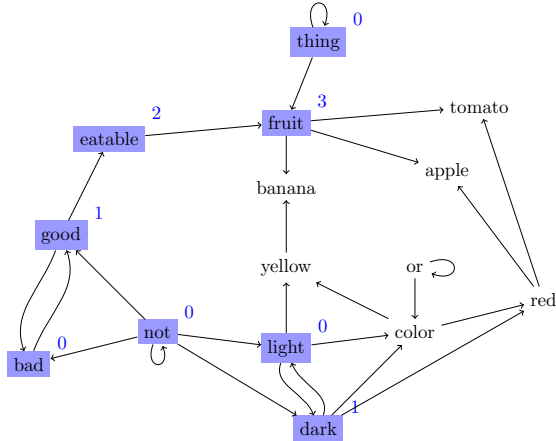 0
thing
3
fruit
tomato
2
eatable
apple
banana
1
good
yellow
or
red
0
not
0
light
color
0
bad
1
dark